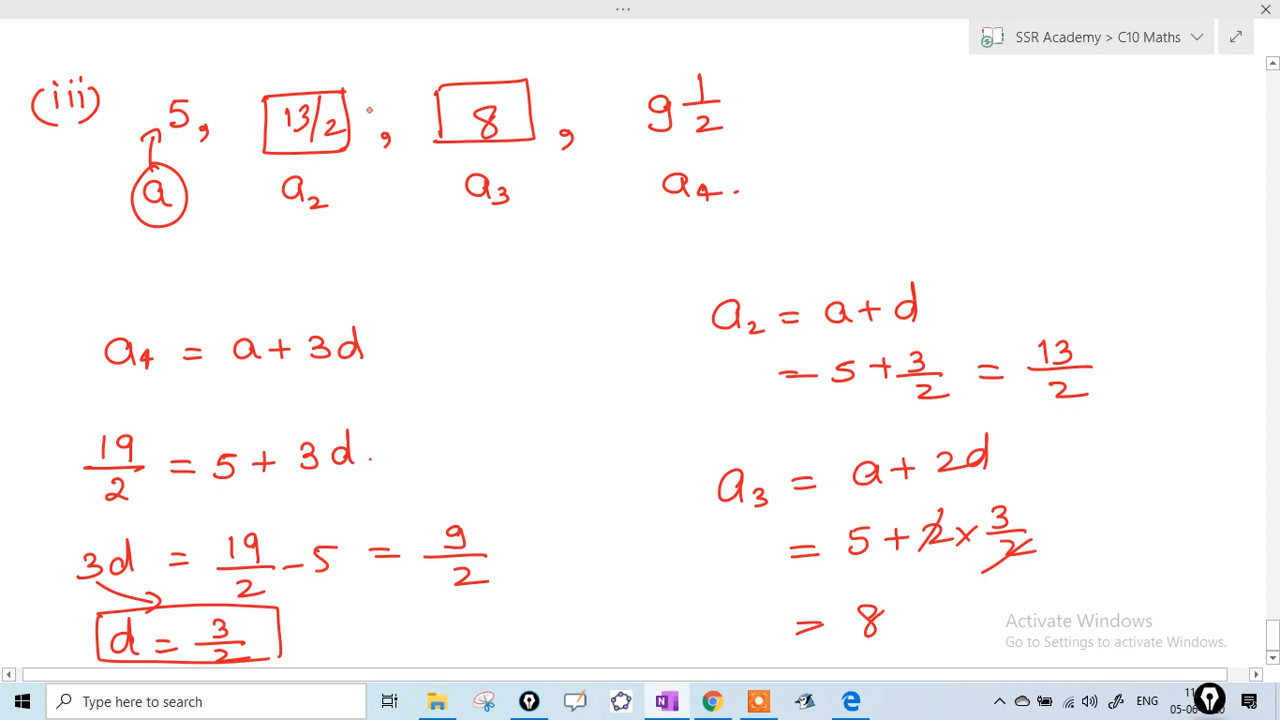 SSR Academy > C10 Maths
(iii) 5, 13/2, 8, 9 1/2
a a₂ a₃ a₄.
a₂ = a + d
= 5 + 3/2 = 13/2
a₄ = a + 3d
19/2 = 5 + 3d.
a₃ = a + 2d
= 5 + 2 × 3/2
3d = 19/2 - 5 = 9/2
= 8
d = 3/2
Activate Windows
Go to Settings to activate Windows.
Type here to search
ENG